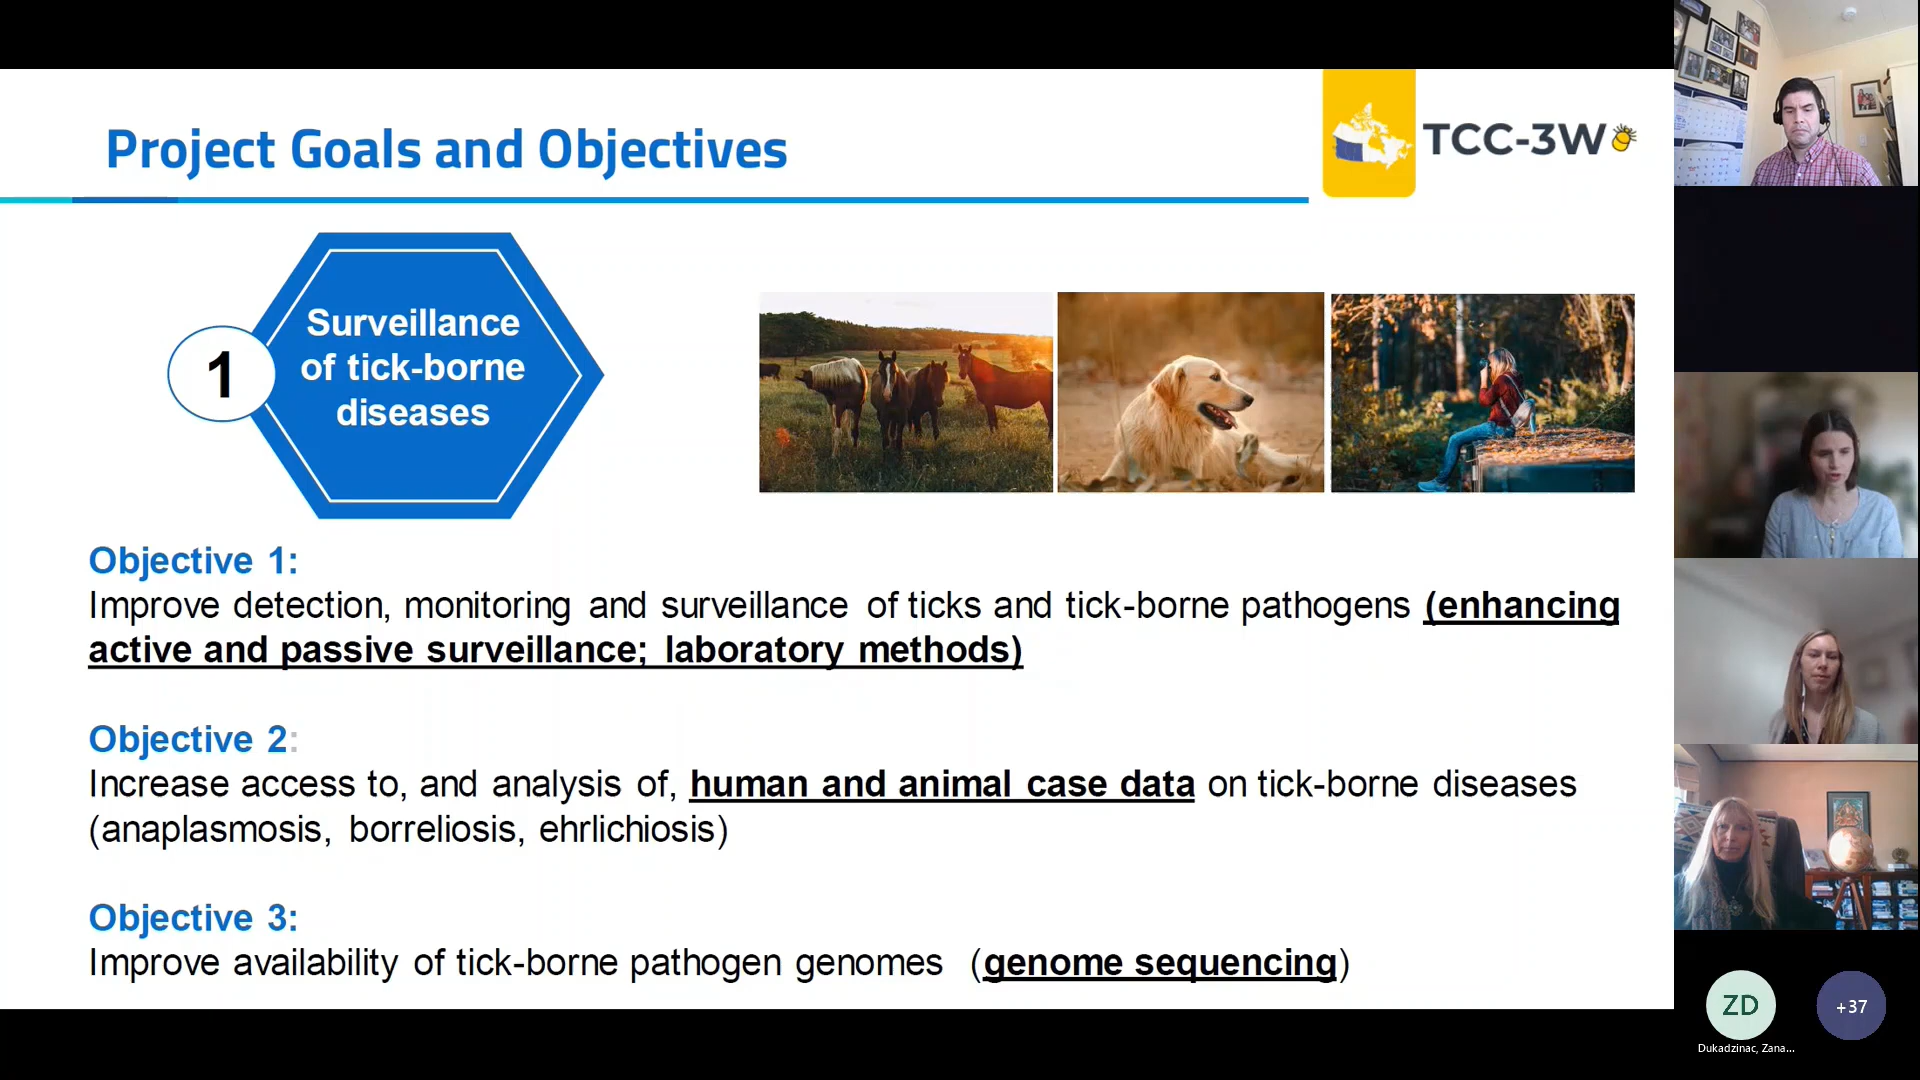 Project Goals and Objectives
TCC-3W
1
Surveillance
of tick-borne
diseases
Objective 1:
Improve detection, monitoring and surveillance of ticks and tick-borne pathogens (enhancing
active and passive surveillance; laboratory methods)
Objective 2:
Increase access to, and analysis of, human and animal case data on tick-borne diseases
(anaplasmosis, borreliosis, ehrlichiosis)
Objective 3:
Improve availability of tick-borne pathogen genomes (genome sequencing)
ZD
+37
Dukadzinac, Zana...